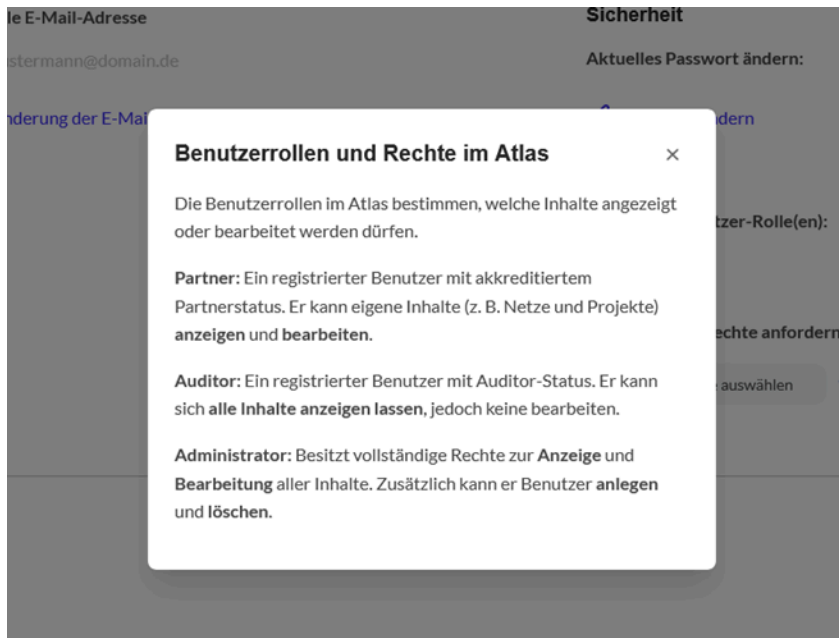 le E-Mail-Adresse
Sicherheit
stermann@domain.de
Aktuelles Passwort ändern:
nderung der E-Mai
dern
Benutzerrollen und Rechte im Atlas
×
Die Benutzerrollen im Atlas bestimmen, welche Inhalte angezeigt
oder bearbeitet werden dürfen.
tzer-Rolle(en):
Partner: Ein registrierter Benutzer mit akkreditiertem
Partnerstatus. Er kann eigene Inhalte (z. B. Netze und Projekte)
anzeigen und bearbeiten.
echte anfordern
Auditor: Ein registrierter Benutzer mit Auditor-Status. Er kann
sich alle Inhalte anzeigen lassen, jedoch keine bearbeiten.
auswählen
Administrator: Besitzt vollständige Rechte zur Anzeige und
Bearbeitung aller Inhalte. Zusätzlich kann er Benutzer anlegen
und löschen.